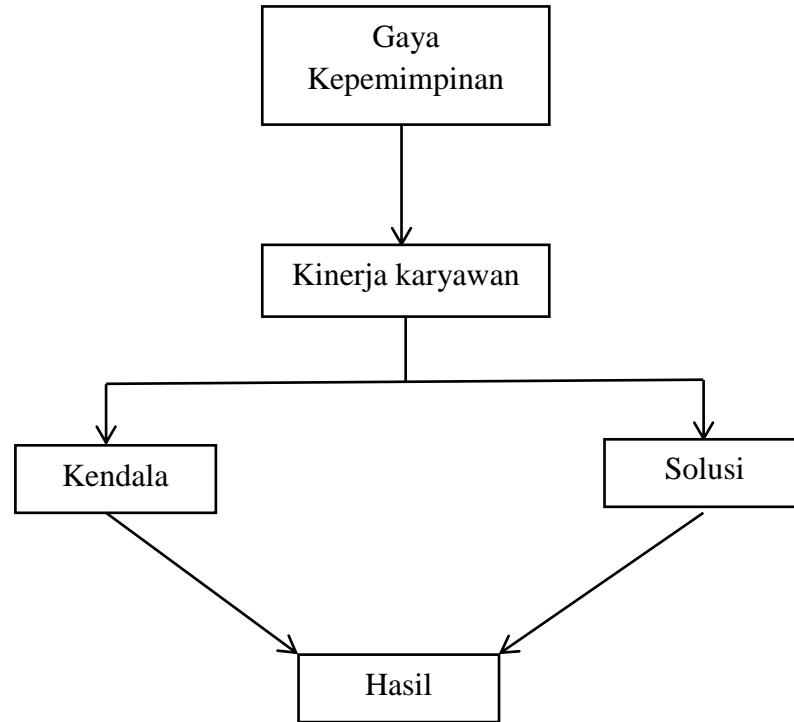 Gaya
Kepemimpinan
Kinerja karyawan
Kendala
Solusi
Hasil